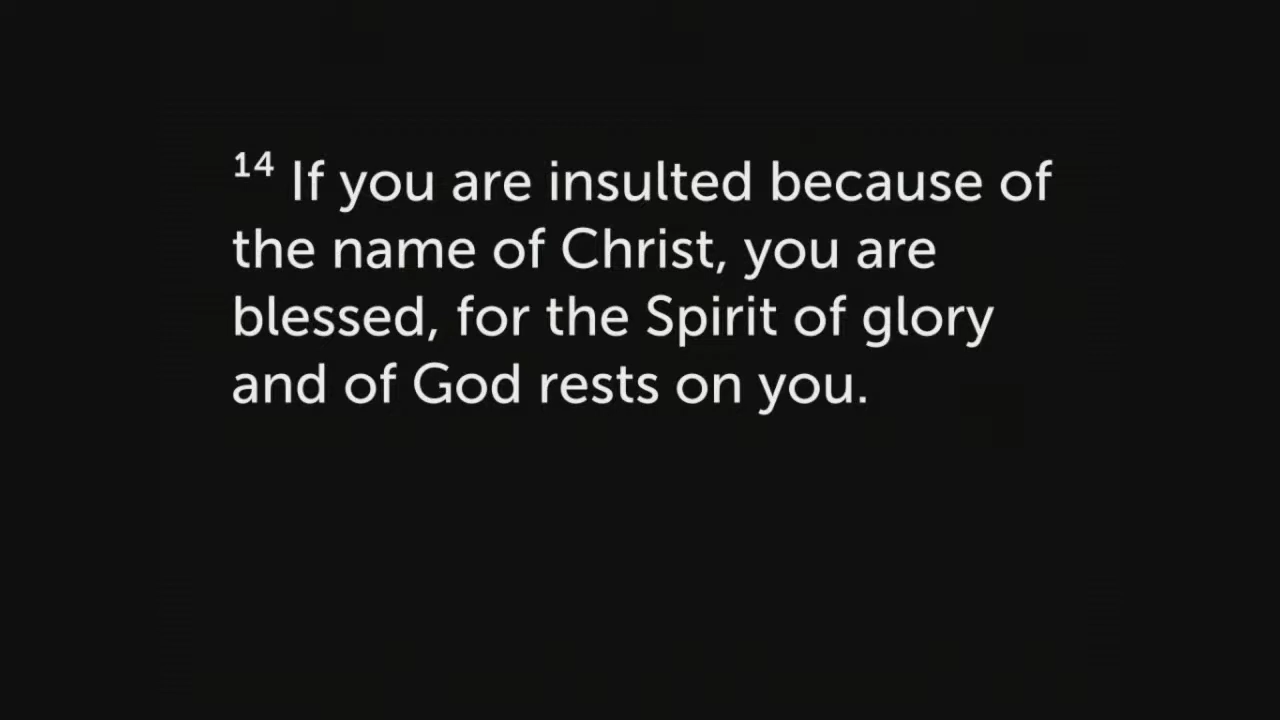 14 If you are insulted because of
the name of Christ, you are
blessed, for the Spirit of glory
and of God rests on you.